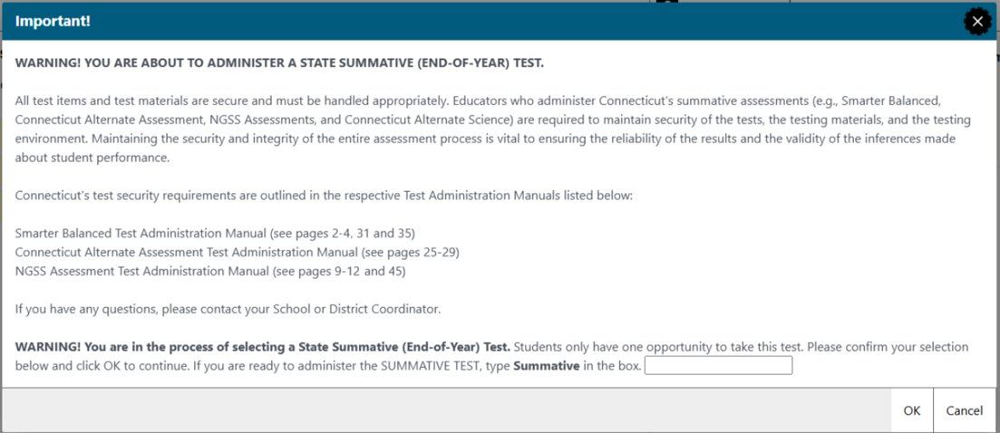 Important!
WARNING! YOU ARE ABOUT TO ADMINISTER A STATE SUMMATIVE (END-OF-YEAR) TEST.
All test items and test materials are secure and must be handled appropriately. Educators who administer Connecticut's summative assessments (e.g., Smarter Balanced,
Connecticut Alternate Assessment, NGSS Assessments, and Connecticut Alternate Science) are required to maintain security of the tests, the testing materials, and the testing
environment. Maintaining the security and integrity of the entire assessment process is vital to ensuring the reliability of the results and the validity of the inferences made
about student performance.
Connecticut's test security requirements are outlined in the respective Test Administration Manuals listed below:
Smarter Balanced Test Administration Manual (see pages 2-4, 31 and 35)
Connecticut Alternate Assessment Test Administration Manual (see pages 25-29)
NGSS Assessment Test Administration Manual (see pages 9-12 and 45)
If you have any questions, please contact your School or District Coordinator.
WARNING! You are in the process of selecting a State Summative (End-of-Year) Test. Students only have one opportunity to take this test. Please confirm your selection
below and click OK to continue. If you are ready to administer the SUMMATIVE TEST, type Summative in the box.
OK Cancel